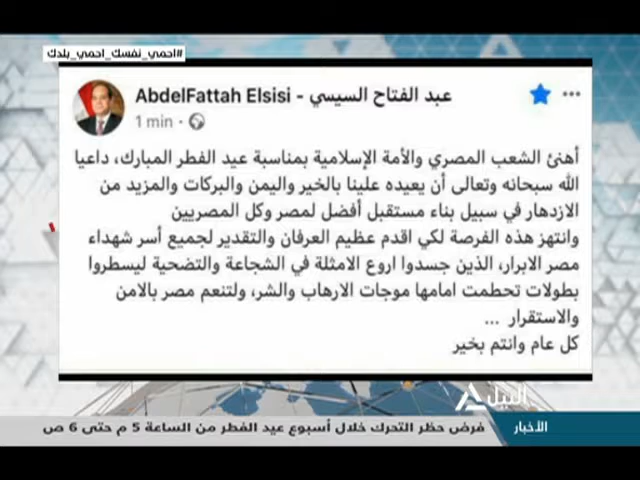 #احمي_نفسك_احمي_بلدك
AbdelFattah Elsisi - عبد الفتاح السيسي
1 min
أهنئ الشعب المصري والأمة الإسلامية بمناسبة عيد الفطر المبارك، داعيا
الله سبحانه وتعالى أن يعيده علينا بالخير واليمن والبركات والمزيد من
الازدهار في سبيل بناء مستقبل أفضل لمصر وكل المصريين
وانتهز هذه الفرصة لكي اقدم عظيم العرفان والتقدير لجميع أسر شهداء
مصر الابرار، الذين جسدوا اروع الامثلة في الشجاعة والتضحية ليسطروا
بطولات تحطمت امامها موجات الارهاب والشر، ولتنعم مصر بالامن
والاستقرار ...
كل عام وانتم بخير
النيل
الأخبار
فرض حظر التحرك خلال أسبوع عيد الفطر من الساعة 5 م حتى 6 ص